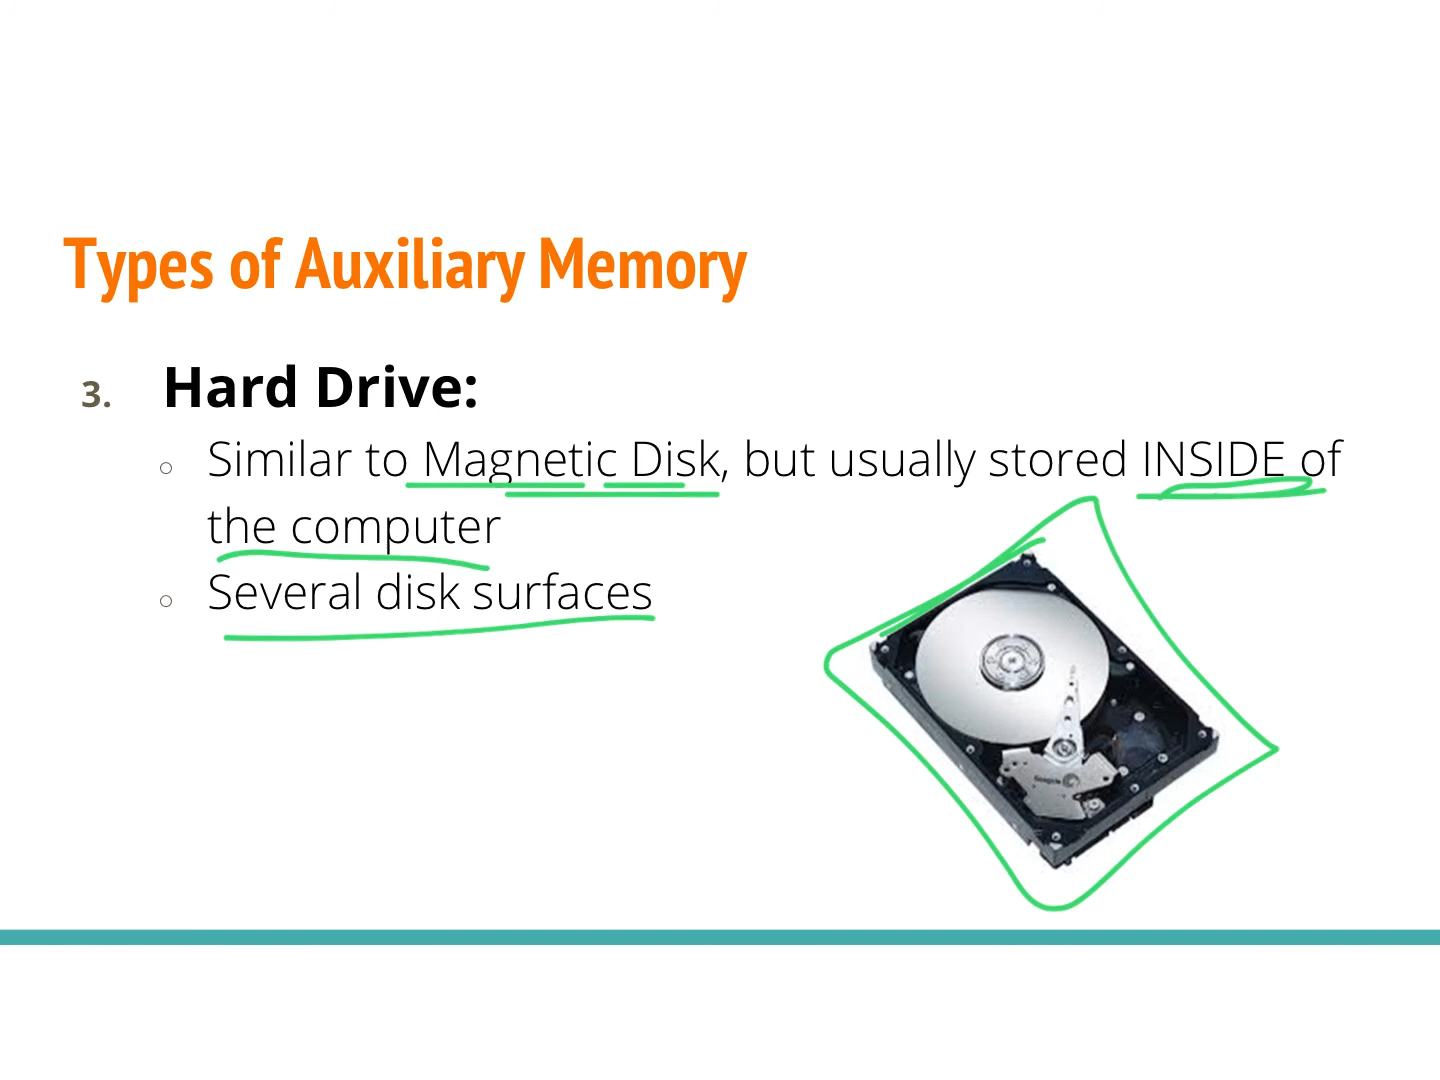 Types of Auxiliary Memory
3. Hard Drive:
○ Similar to Magnetic Disk, but usually stored INSIDE of
the computer
○ Several disk surfaces
Seagate